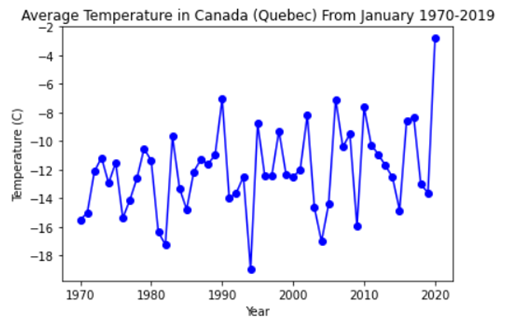 Average Temperature in Canada (Quebec) From January 1970-2019
−2
−4
−6
−8
−10
−12
−14
−16
−18
Temperature (C)
1970 1980 1990 2000 2010 2020
Year